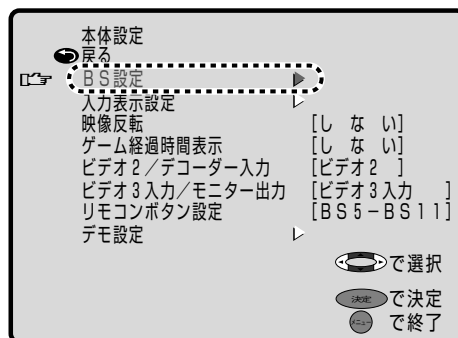 本体設定
戻る
BS設定
入力表示設定
映像反転 [し な い]
ゲーム経過時間表示 [し な い]
ビデオ2/デコーダー入力 [ビデオ2 ]
ビデオ3入力/モニター出力 [ビデオ3入力 ]
リモコンボタン設定 [BS5-BS11]
デモ設定
で選択
決定 で決定
メニュー で終了